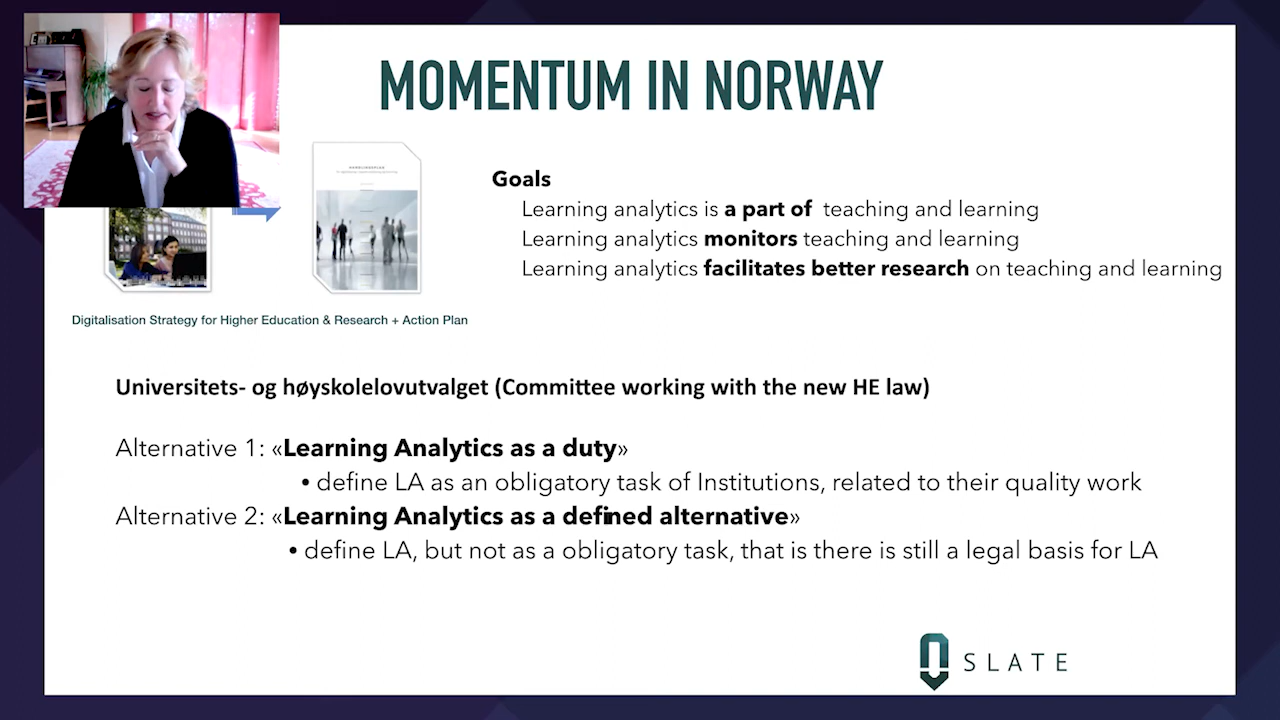 MOMENTUM IN NORWAY
HANDLINGSPLAN
Goals
Learning analytics is a part of teaching and learning
Learning analytics monitors teaching and learning
Learning analytics facilitates better research on teaching and learning
Digitalisation Strategy for Higher Education & Research + Action Plan
Universitets- og høyskolelovutvalget (Committee working with the new HE law)
Alternative 1: «Learning Analytics as a duty»
• define LA as an obligatory task of Institutions, related to their quality work
Alternative 2: «Learning Analytics as a defined alternative»
• define LA, but not as a obligatory task, that is there is still a legal basis for LA
SLATE